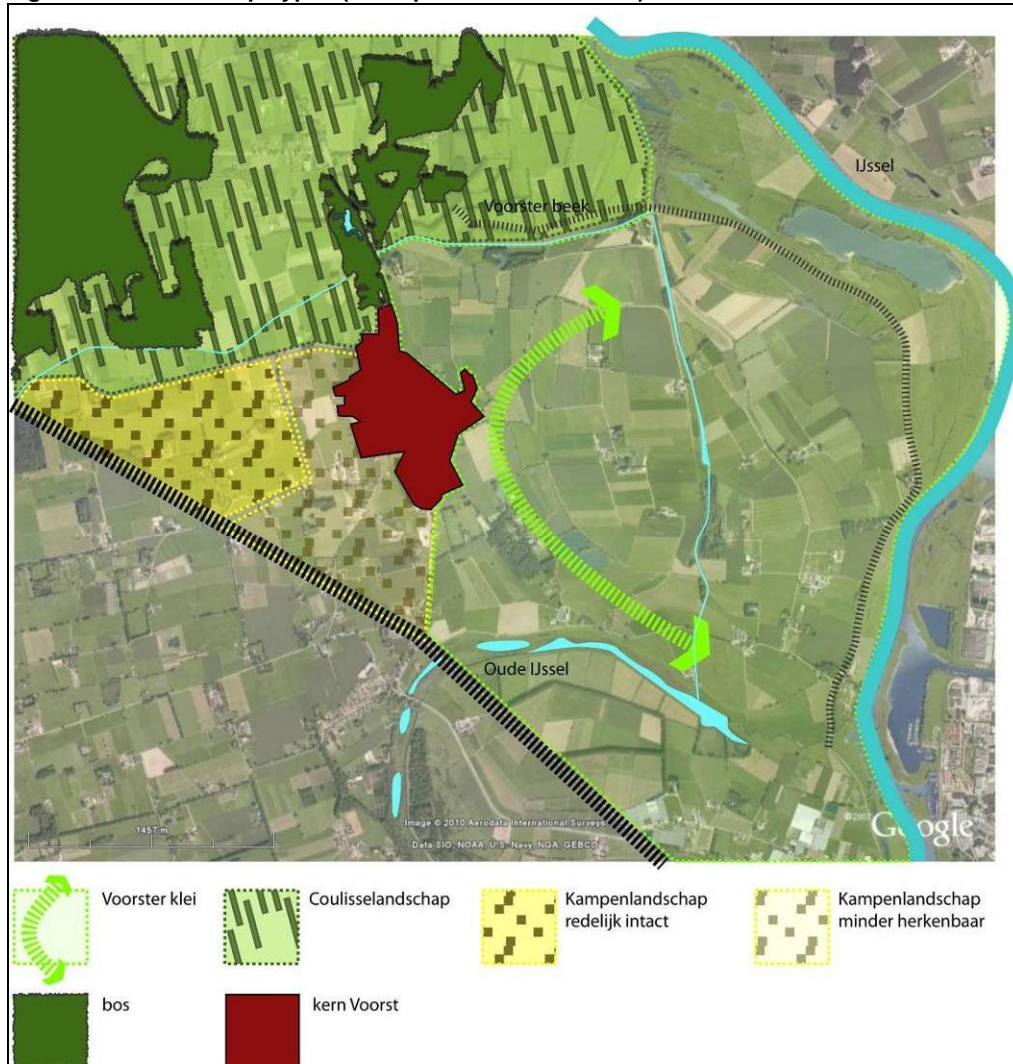 IJssel
Voorster beek
Oude IJssel
Image © 2010 Aerodata International Surveys
Data SIO, NOAA, U.S. Navy, NGA, GEBCO
©2007 Google
1457 m
Voorster klei
Coulisselandschap
Kampenlandschap
redelijk intact
Kampenlandschap
minder herkenbaar
bos
kern Voorst